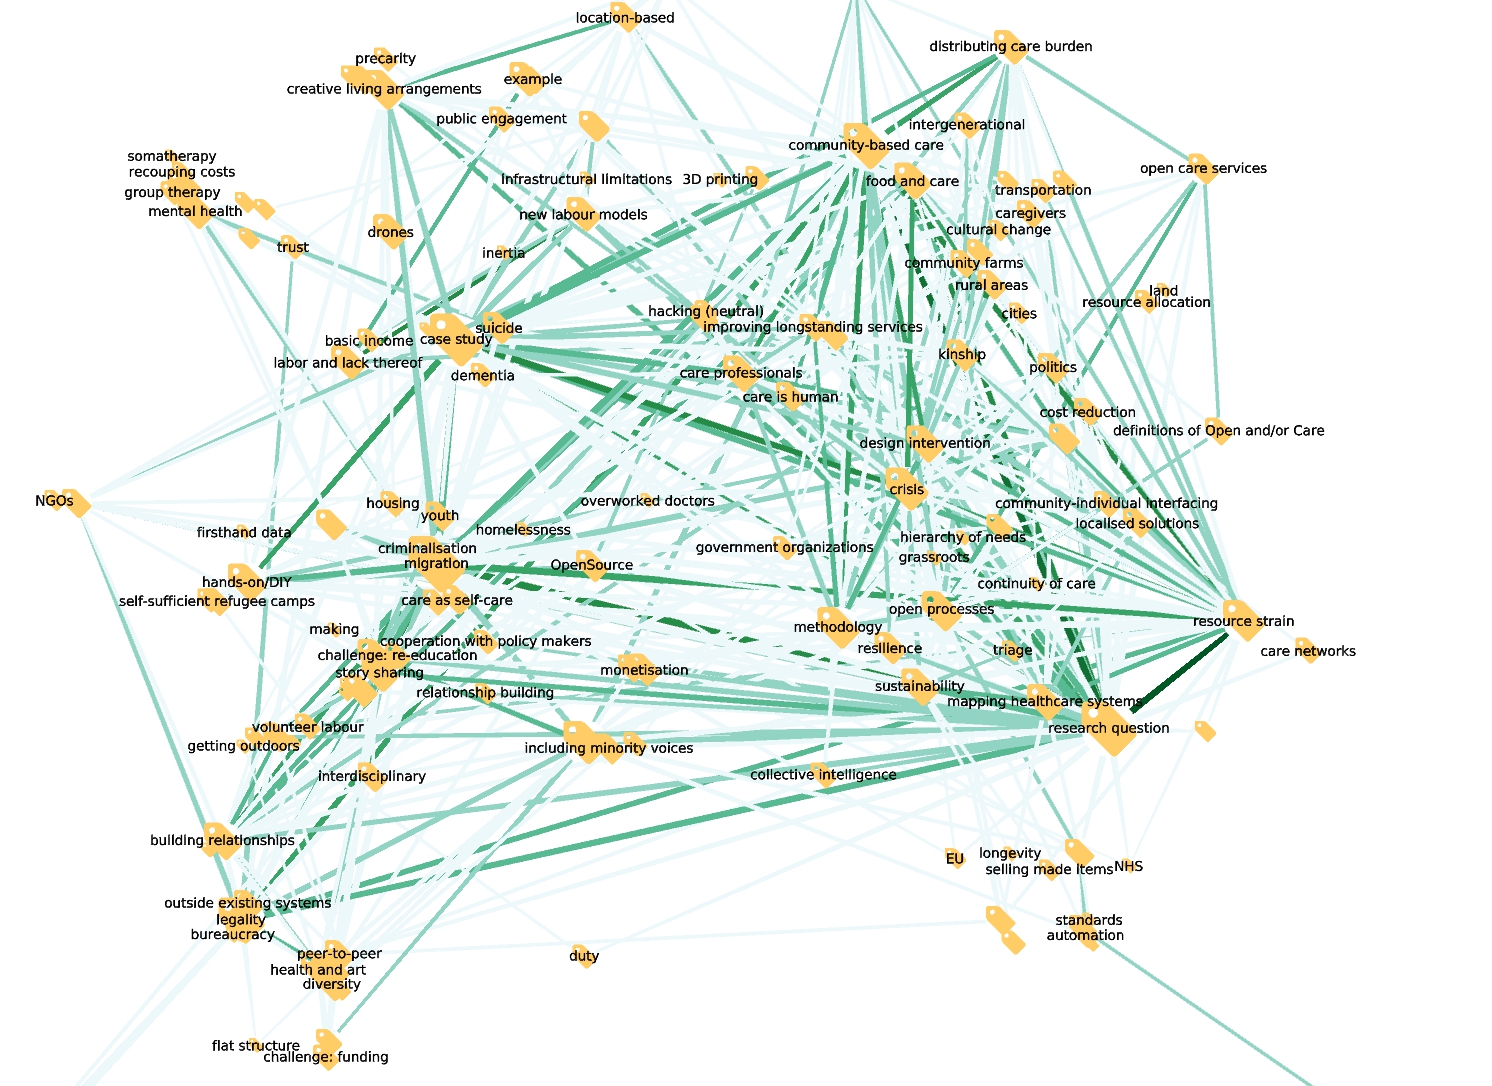 location-based
distributing care burden
precarity
example
creative living arrangements
public engagement
intergenerational
community-based care
somatherapy
recouping costs
open care services
infrastructural limitations
3D printing
food and care
group therapy
transportation
mental health
new labour models
caregivers
drones
cultural change
trust
inertia
community farms
rural areas
land
resource allocation
hacking (neutral)
cities
improving longstanding services
suicide
basic income
case study
kinship
labor and lack thereof
politics
dementia
care professionals
care is human
cost reduction
definitions of Open and/or Care
design intervention
crisis
NGOs
housing
overworked doctors
community-individual interfacing
youth
localised solutions
firsthand data
homelessness
hierarchy of needs
criminalisation
government organizations
grassroots
migration
OpenSource
hands-on/DIY
continuity of care
self-sufficient refugee camps
care as self-care
open processes
resource strain
making
methodology
cooperation with policy makers
resilience
triage
care networks
challenge: re-education
story sharing
monetisation
sustainability
relationship building
mapping healthcare systems
volunteer labour
research question
getting outdoors
including minority voices
interdisciplinary
collective intelligence
building relationships
EU
longevity
selling made items
NHS
outside existing systems
legality
standards
bureaucracy
automation
peer-to-peer
duty
health and art
diversity
flat structure
challenge: funding